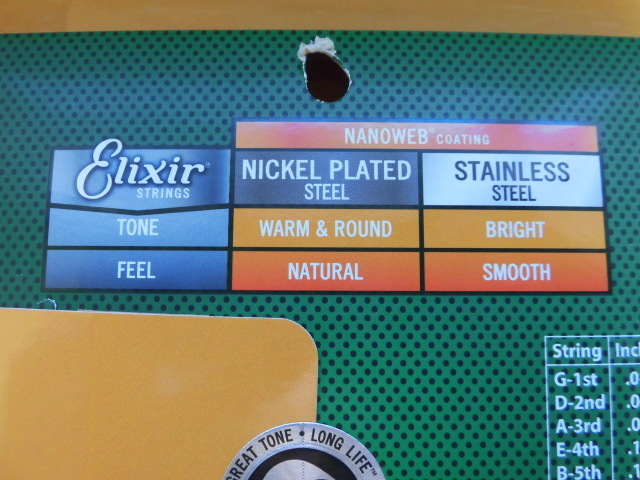 NANOWEB® COATING
Elixir®
STRINGS
NICKEL PLATED
STEEL
STAINLESS
STEEL
TONE
WARM & ROUND
BRIGHT
FEEL
NATURAL
SMOOTH
String
G-1st
D-2nd
A-3rd
E-4th
B-5th
GREAT TONE • LONG LIFE™